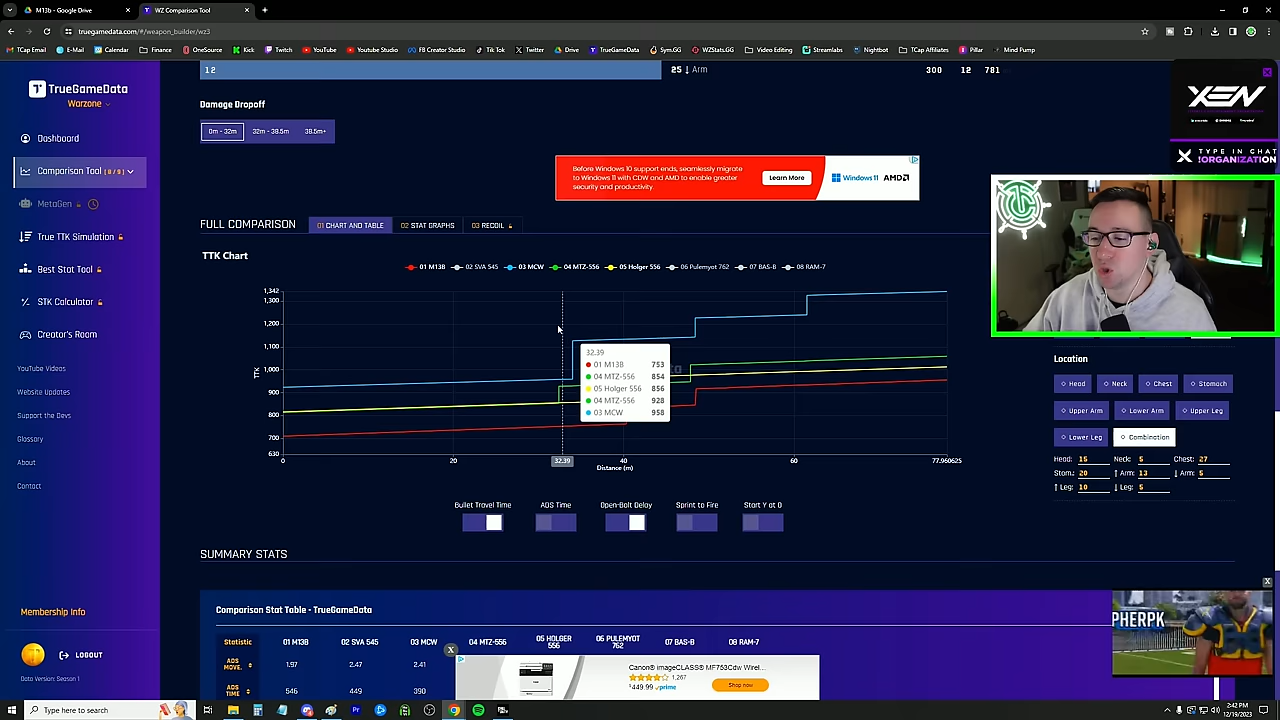 M13b - Google Drive
WZ Comparison Tool
truegamedata.com/#/weapon_builder/wz3
TCap Email
E-Mail
Calendar
Finance
OneSource
Kick
Twitch
YouTube
Youtube Studio
FB Creator Studio
Tik Tok
Twitter
Drive
TrueGameData
Sym.GG
WZStats.GG
Video Editing
Streamlabs
Nightbot
TCap Affiliates
Pillar
Mind Pump
TrueGameData
Warzone
Dashboard
Comparison Tool [8/9]
MetaGen
True TTK Simulation
Best Stat Tool
STK Calculator
Creator's Room
YouTube Videos
Website Updates
Support the Devs
Glossary
About
Contact
Membership Info
LOGOUT
Data Version: Season 1
12
25 ↓ Arm
300 12 781
Damage Dropoff
0m - 32m
32m - 38.5m
38.5m+
Before Windows 10 support ends, seamlessly migrate
to Windows 11 with CDW and AMD to enable greater
security and productivity.
Learn More
Windows 11
AMD
XEN
TYPE IN CHAT
!ORGANIZATION
FULL COMPARISON
01 CHART AND TABLE
02 STAT GRAPHS
03 RECOIL
TTK Chart
01 M13B
02 SVA 545
03 MCW
04 MTZ-556
05 Holger 556
06 Pulemyot 762
07 BAS-B
08 RAM-7
1,342
1,300
1,200
1,100
1,000
900
800
700
630
TTK
32.39
01 M13B 753
04 MTZ-556 854
05 Holger 556 856
04 MTZ-556 928
03 MCW 958
0
20
32.39
40
60
77.960625
Distance (m)
Location
Head
Neck
Chest
Stomach
Upper Arm
Lower Arm
Upper Leg
Lower Leg
Combination
Head: 15 Neck: 5 Chest: 27
Stom.: 20 ↑ Arm: 13 ↓ Arm: 5
↑ Leg: 10 ↓ Leg: 5
Bullet Travel Time
ADS Time
Open-Bolt Delay
Sprint to Fire
Start Y at 0
SUMMARY STATS
Comparison Stat Table - TrueGameData
Statistic
01 M13B
02 SVA 545
03 MCW
04 MTZ-556
05 HOLGER
556
06 PULEMYOT
762
07 BAS-B
08 RAM-7
ADS
MOVE.
1.97
2.47
2.41
ADS
TIME
546
449
390
Canon® imageCLASS® MF753Cdw Wirel...
1,267
$449.99 prime
Shop now
PHERPK
Type here to search
2:42 PM
12/19/2023